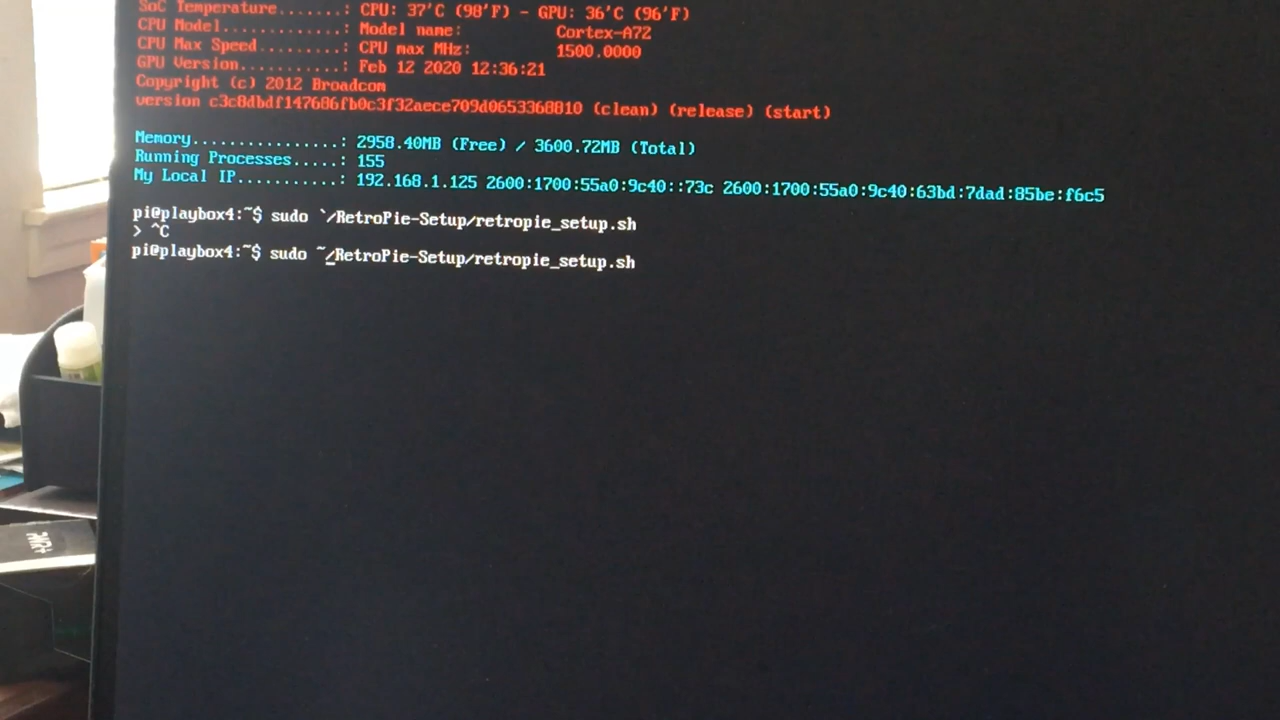 SoC Temperature.......: CPU: 37'C (98'F) - GPU: 36'C (96'F)
CPU Model.............: Model name:          Cortex-A72
CPU Max Speed.........: CPU max MHz:         1500.0000
GPU Version...........: Feb 12 2020 12:36:21
Copyright (c) 2012 Broadcom
version c3c8dbdf147686fb0c3f32aece709d0653368810 (clean) (release) (start)
Memory................: 2958.40MB (Free) / 3600.72MB (Total)
Running Processes.....: 155
My Local IP...........: 192.168.1.125 2600:1700:55a0:9c40::73c 2600:1700:55a0:9c40:63bd:7dad:85be:f6c5
pi@playbox4:~$ sudo `/RetroPie-Setup/retropie_setup.sh
> ^C
pi@playbox4:~$ sudo ~/RetroPie-Setup/retropie_setup.sh